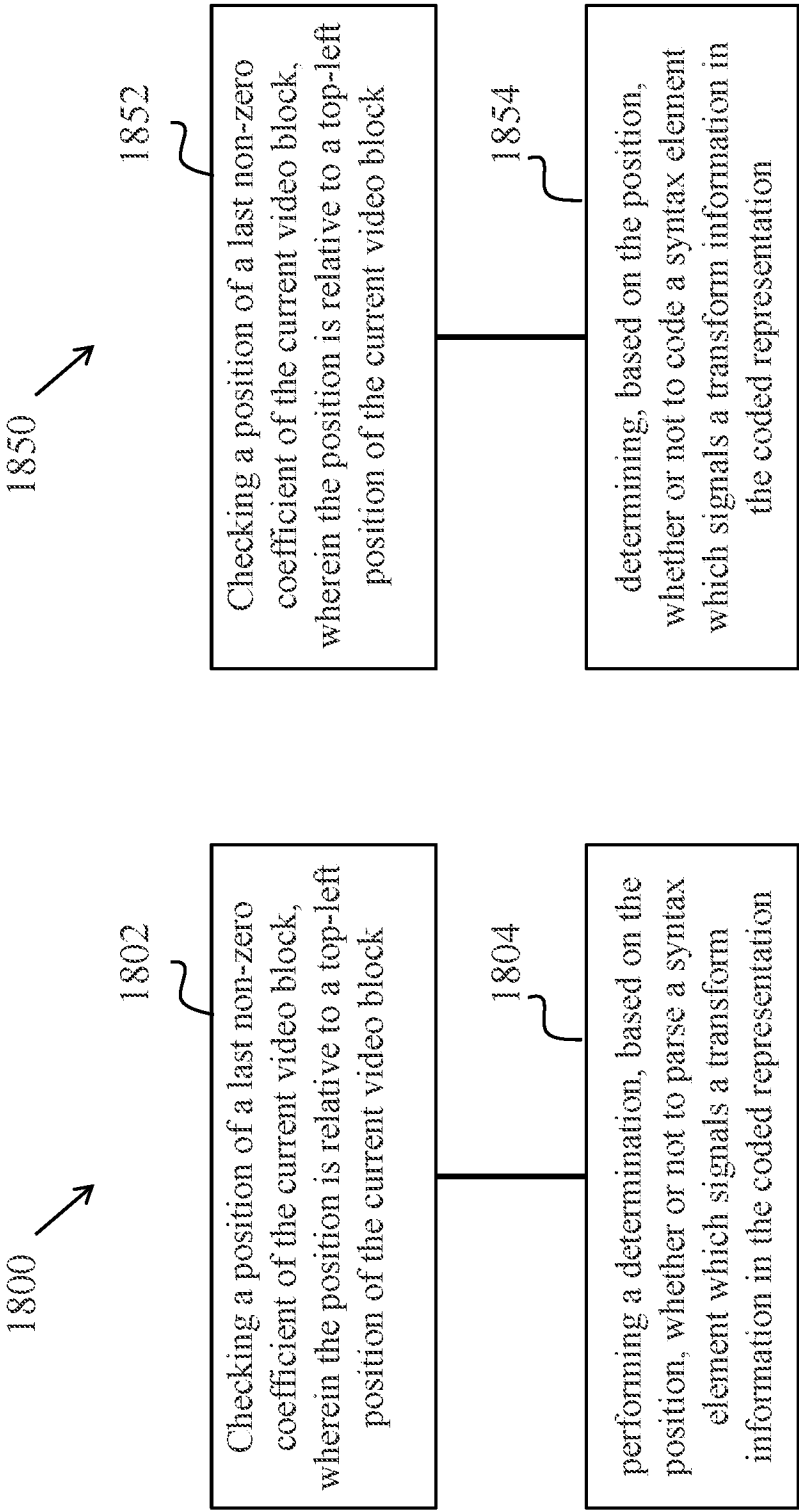 1800
1802
Checking a position of a last non-zero
coefficient of the current video block,
wherein the position is relative to a top-left
position of the current video block
1804
performing a determination, based on the
position, whether or not to parse a syntax
element which signals a transform
information in the coded representation
1850
1852
Checking a position of a last non-zero
coefficient of the current video block,
wherein the position is relative to a top-left
position of the current video block
1854
determining, based on the position,
whether or not to code a syntax element
which signals a transform information in
the coded representation